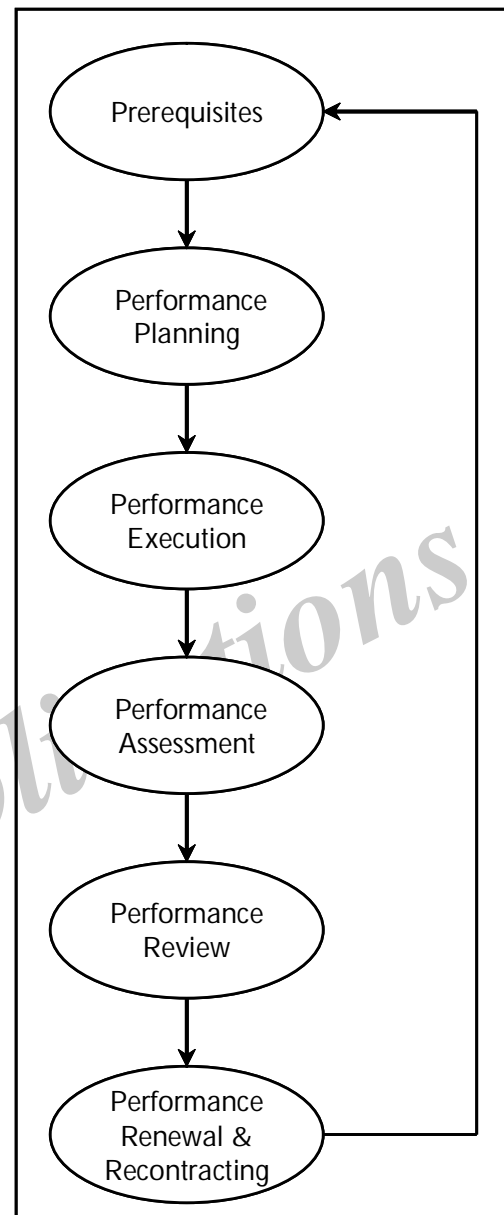 Prerequisites
Performance
Planning
Performance
Execution
Performance
Assessment
Performance
Review
Performance
Renewal &
Recontracting